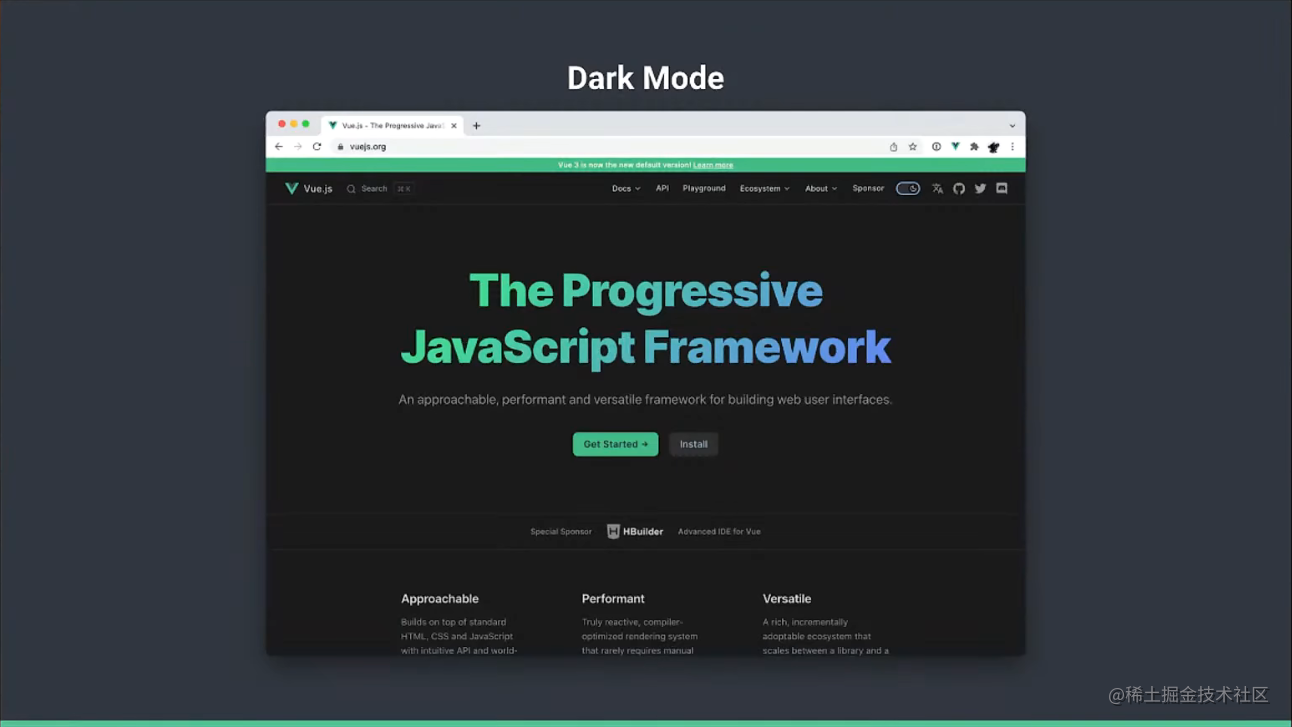 Dark Mode
Vue.js - The Progressive Java
vuejs.org
Vue 3 is now the new default version! Learn more
Vue.js Search ⌘ K Docs API Playground Ecosystem About Sponsor
The Progressive
JavaScript Framework
An approachable, performant and versatile framework for building web user interfaces.
Get Started → Install
Special Sponsor HBuilder Advanced IDE for Vue
Approachable
Builds on top of standard
HTML, CSS and JavaScript
with intuitive API and world-
Performant
Truly reactive, compiler-
optimized rendering system
that rarely requires manual
Versatile
A rich, incrementally
adoptable ecosystem that
scales between a library and a
@稀土掘金技术社区